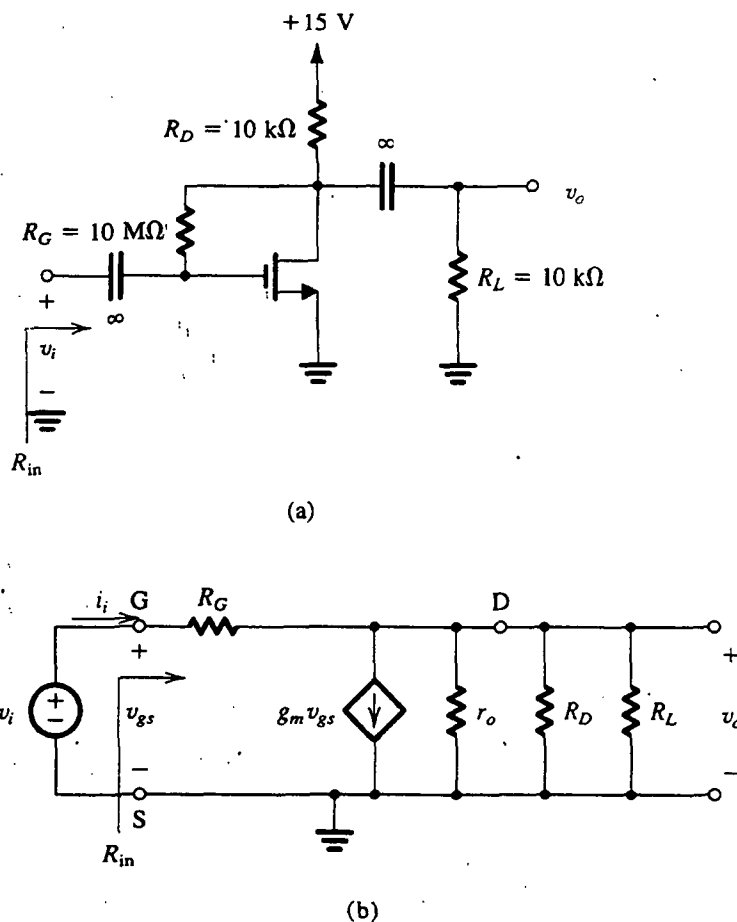 +15 V
R_D = 10 kΩ
∞
v_o
R_G = 10 MΩ
R_L = 10 kΩ
+
∞
v_i
−
R_in
(a)
i_i
G
R_G
D
+
+
+
−
v_i
v_gs
g_m v_gs
r_o
R_D
R_L
v_o
−
−
S
R_in
(b)